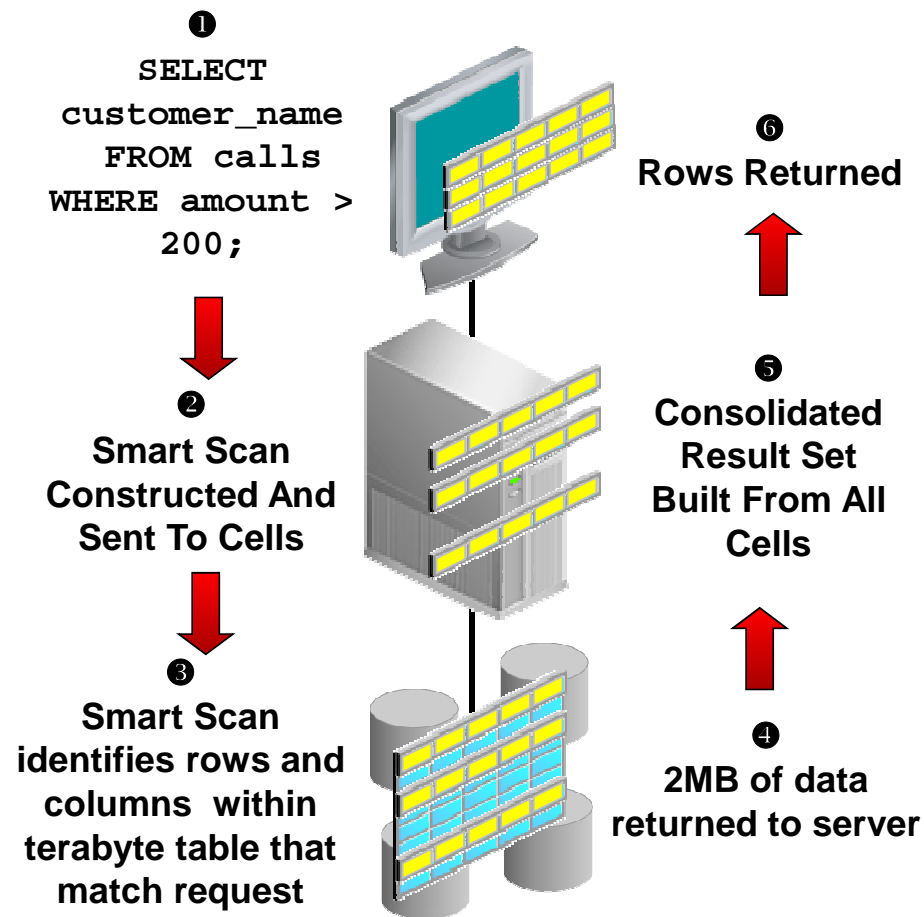 ❶
SELECT
customer_name
FROM calls
WHERE amount >
200;
❷
Smart Scan
Constructed And
Sent To Cells
❸
Smart Scan
identifies rows and
columns within
terabyte table that
match request
❹
2MB of data
returned to server
❺
Consolidated
Result Set
Built From All
Cells
❻
Rows Returned